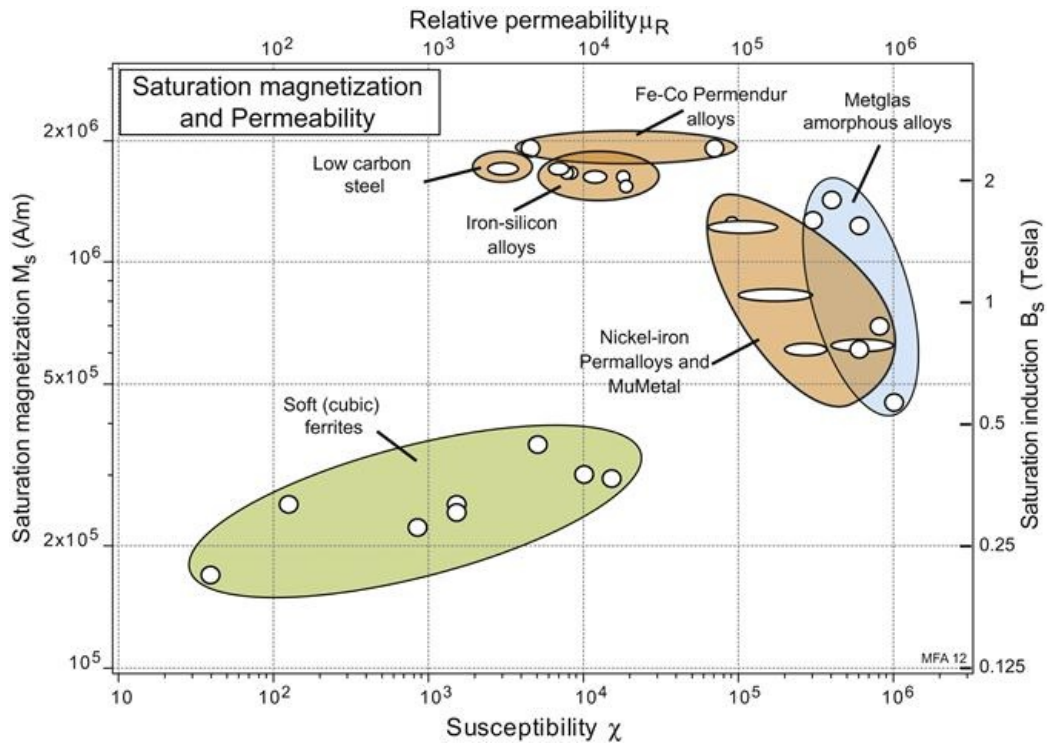 Relative permeability μR
10² 10³ 10⁴ 10⁵ 10⁶
Saturation magnetization
and Permeability
Fe-Co Permendur
alloys
Metglas
amorphous alloys
Low carbon
steel
Iron-silicon
alloys
Nickel-iron
Permalloys and
MuMetal
Soft (cubic)
ferrites
Saturation magnetization Ms (A/m)
2x10⁶
10⁶
5x10⁵
2x10⁵
10⁵
Saturation induction Bs (Tesla)
2
1
0.5
0.25
0.125
MFA 12
10 10² 10³ 10⁴ 10⁵ 10⁶
Susceptibility χ